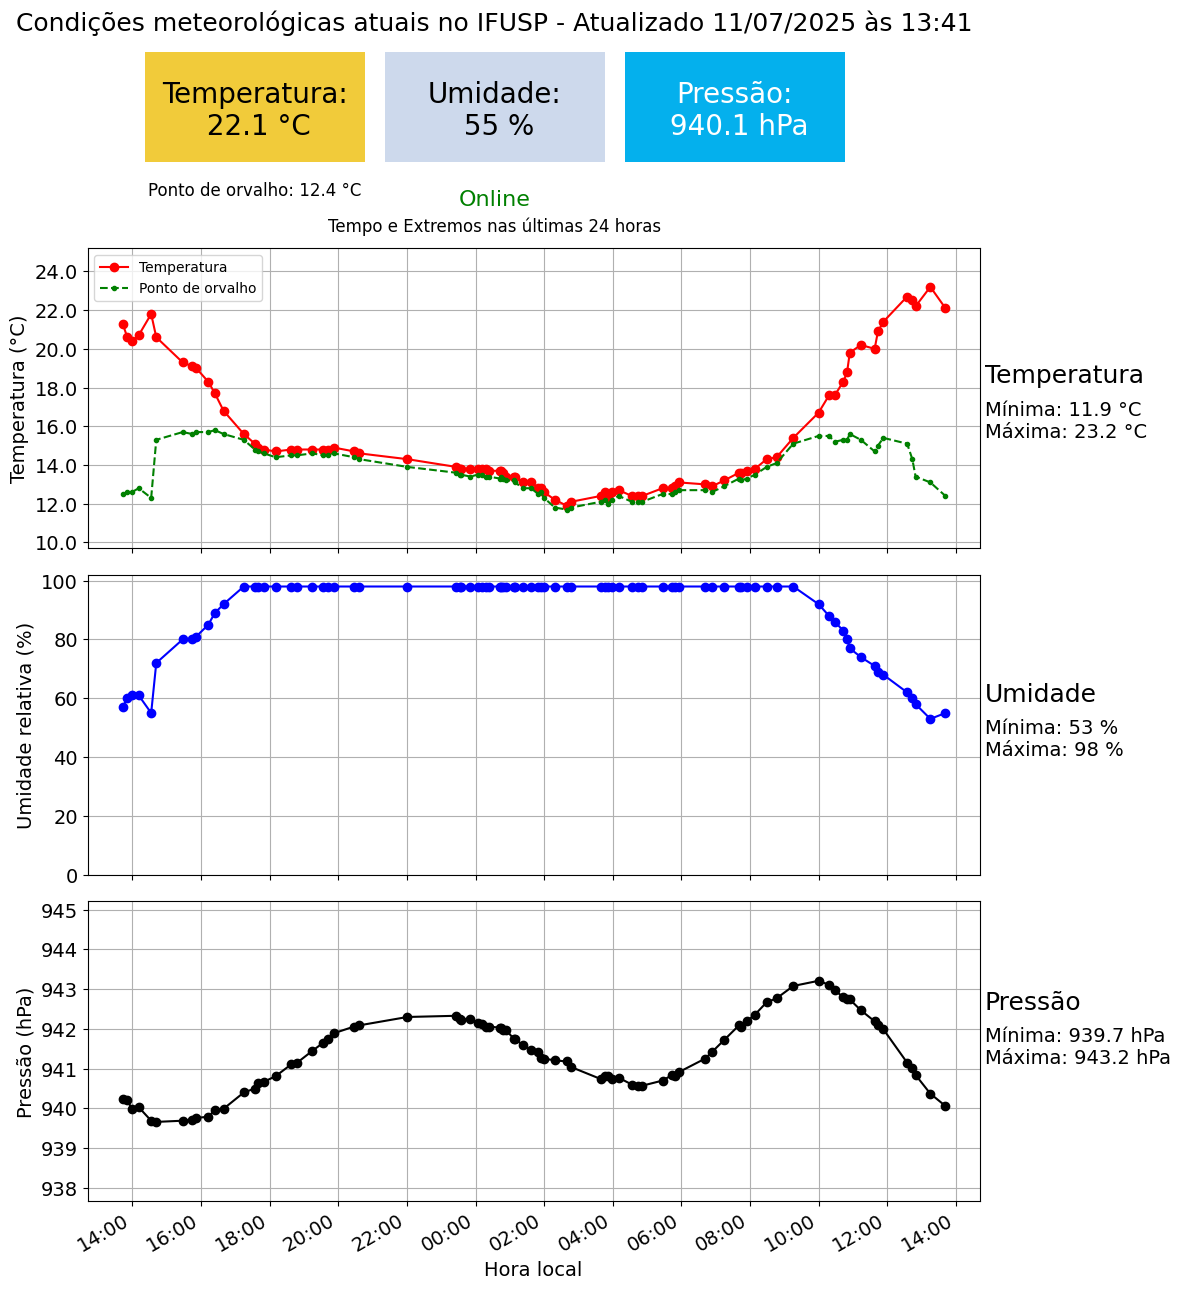 Condições meteorológicas atuais no IFUSP - Atualizado 11/07/2025 às 13:41
Temperatura:
22.1 °C
Umidade:
55 %
Pressão:
940.1 hPa
Ponto de orvalho: 12.4 °C
Online
Tempo e Extremos nas últimas 24 horas
Temperatura (°C)
24.0
22.0
20.0
18.0
16.0
14.0
12.0
10.0
Temperatura
Ponto de orvalho
Temperatura
Mínima: 11.9 °C
Máxima: 23.2 °C
Umidade relativa (%)
100
80
60
40
20
0
Umidade
Mínima: 53 %
Máxima: 98 %
Pressão (hPa)
945
944
943
942
941
940
939
938
Pressão
Mínima: 939.7 hPa
Máxima: 943.2 hPa
14:00 16:00 18:00 20:00 22:00 00:00 02:00 04:00 06:00 08:00 10:00 12:00 14:00
Hora local